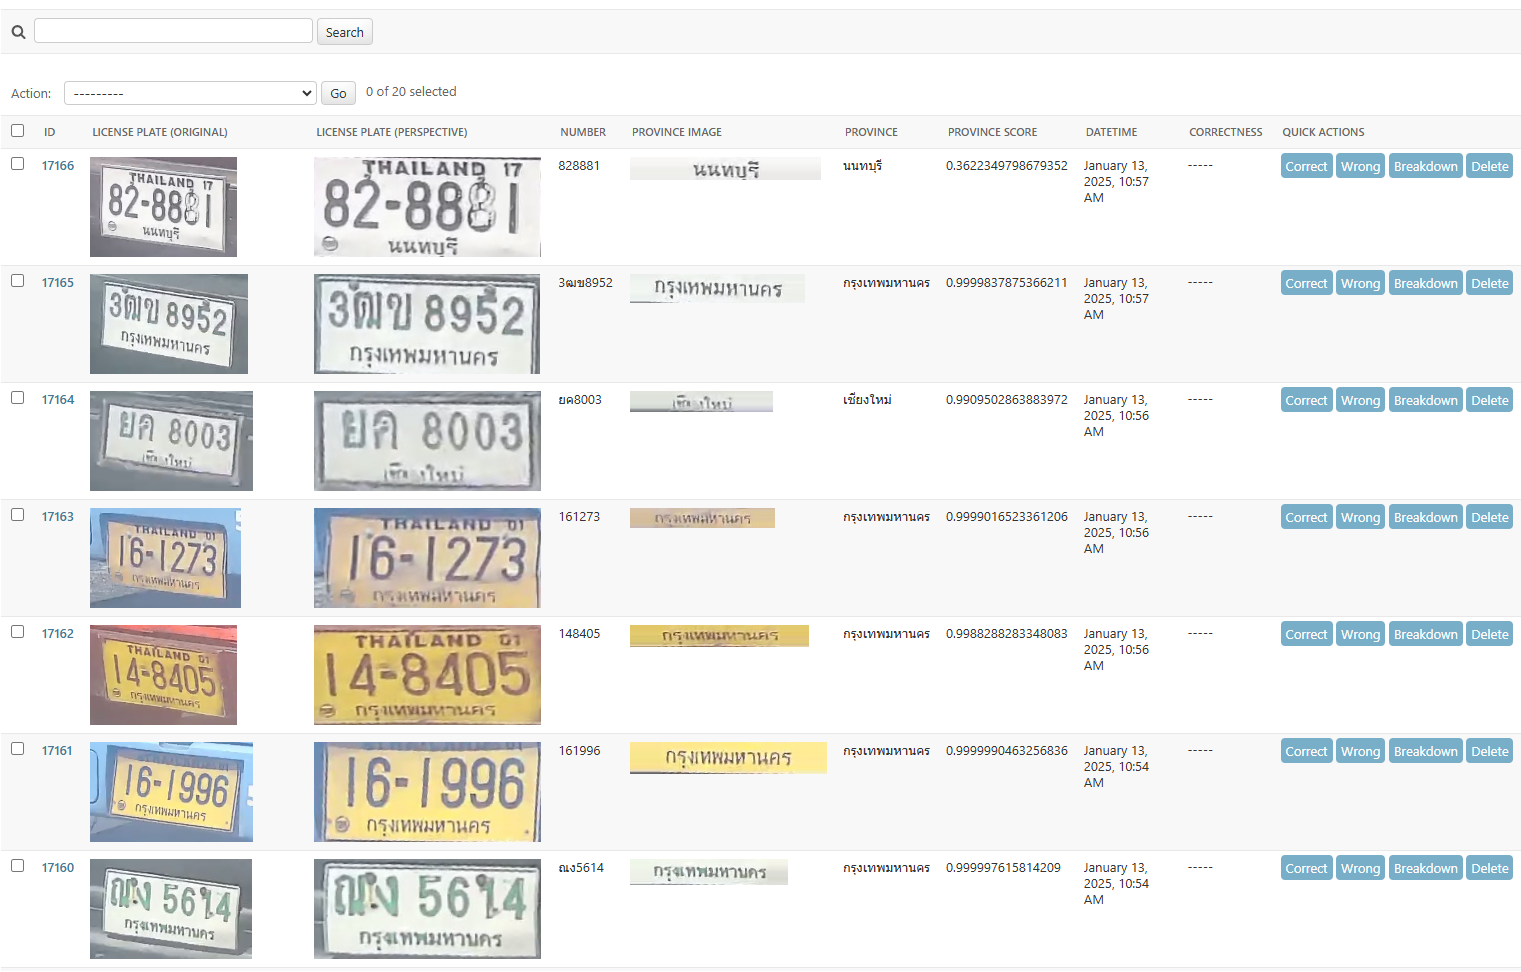 Search
Action: --------- Go 0 of 20 selected
ID LICENSE PLATE (ORIGINAL) LICENSE PLATE (PERSPECTIVE) NUMBER PROVINCE IMAGE PROVINCE PROVINCE SCORE DATETIME CORRECTNESS QUICK ACTIONS
17166 828881 นนทบุรี นนทบุรี 0.3622349798679352 January 13, 2025, 10:57 AM ----- Correct Wrong Breakdown Delete
THAILAND 17
82-8881
นนทบุรี
THAILAND 17
82-8881
นนทบุรี
17165 3ฒข8952 กรุงเทพมหานคร กรุงเทพมหานคร 0.9999837875366211 January 13, 2025, 10:57 AM ----- Correct Wrong Breakdown Delete
3ฒข 8952
กรุงเทพมหานคร
3ฒข 8952
กรุงเทพมหานคร
17164 ยค8003 เชียงใหม่ เชียงใหม่ 0.9909502863883972 January 13, 2025, 10:56 AM ----- Correct Wrong Breakdown Delete
ยค 8003
เชียงใหม่
ยค 8003
เชียงใหม่
17163 161273 กรุงเทพมหานคร กรุงเทพมหานคร 0.9999016523361206 January 13, 2025, 10:56 AM ----- Correct Wrong Breakdown Delete
THAILAND 01
16-1273
กรุงเทพมหานคร
THAILAND 01
16-1273
กรุงเทพมหานคร
17162 148405 กรุงเทพมหานคร กรุงเทพมหานคร 0.9988288283348083 January 13, 2025, 10:56 AM ----- Correct Wrong Breakdown Delete
THAILAND 01
14-8405
กรุงเทพมหานคร
THAILAND 01
14-8405
กรุงเทพมหานคร
17161 161996 กรุงเทพมหานคร กรุงเทพมหานคร 0.9999990463256836 January 13, 2025, 10:54 AM ----- Correct Wrong Breakdown Delete
16-1996
กรุงเทพมหานคร
16-1996
กรุงเทพมหานคร
17160 ฌง5614 กรุงเทพมหานคร กรุงเทพมหานคร 0.999997615814209 January 13, 2025, 10:54 AM ----- Correct Wrong Breakdown Delete
ฌง 5614
กรุงเทพมหานคร
ฌง 5614
กรุงเทพมหานคร